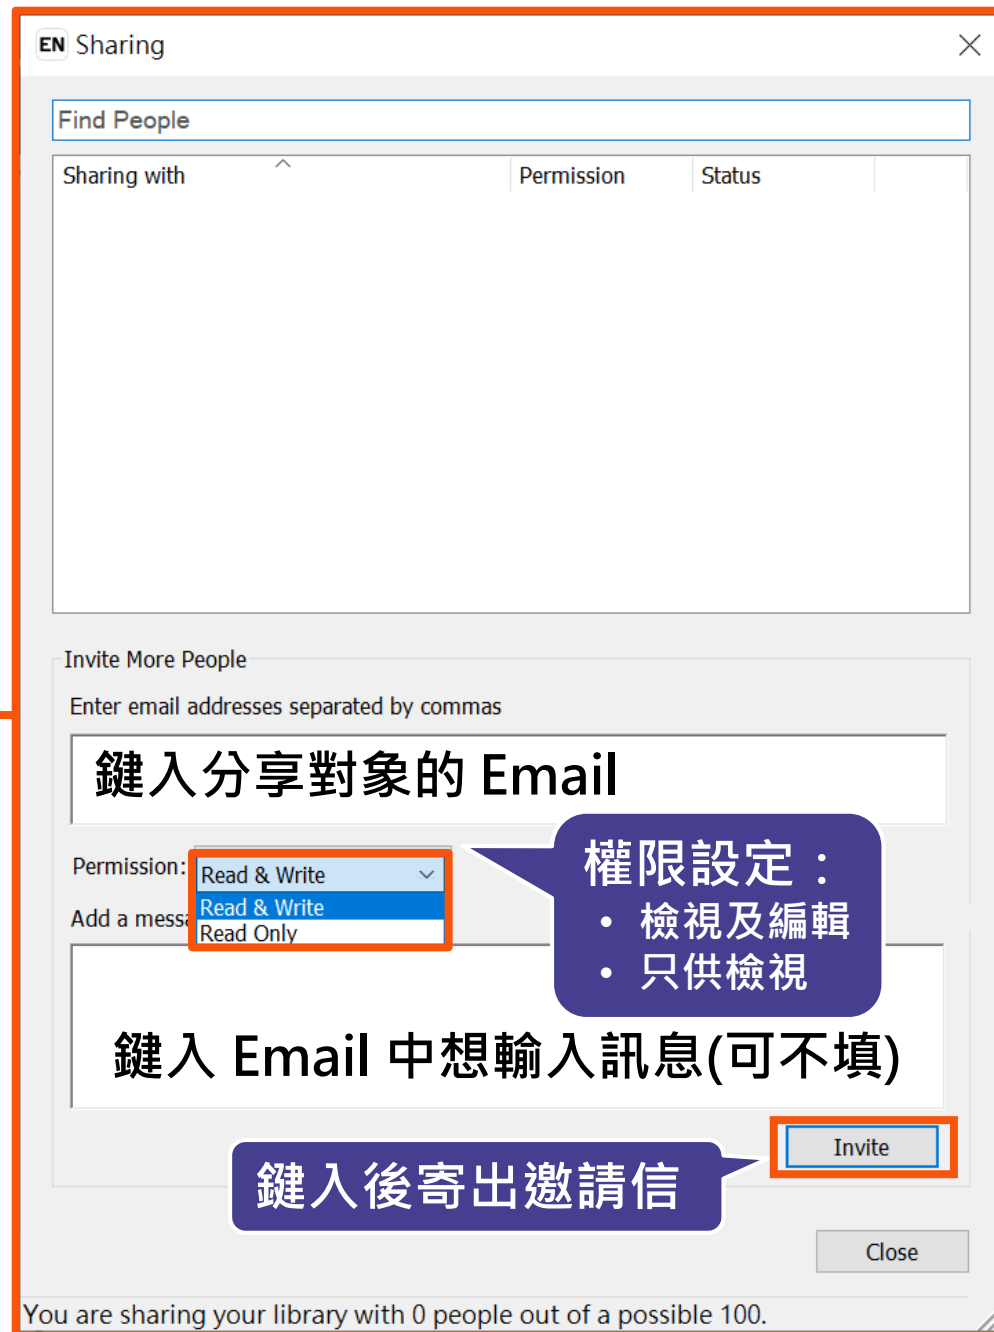 EN Sharing
Find People
Sharing with Permission Status
Invite More People
Enter email addresses separated by commas
鍵入分享對象的 Email
Permission: Read & Write
Read & Write
Read Only
權限設定：
• 檢視及編輯
• 只供檢視
Add a messa
鍵入 Email 中想輸入訊息(可不填)
Invite
鍵入後寄出邀請信
Close
You are sharing your library with 0 people out of a possible 100.